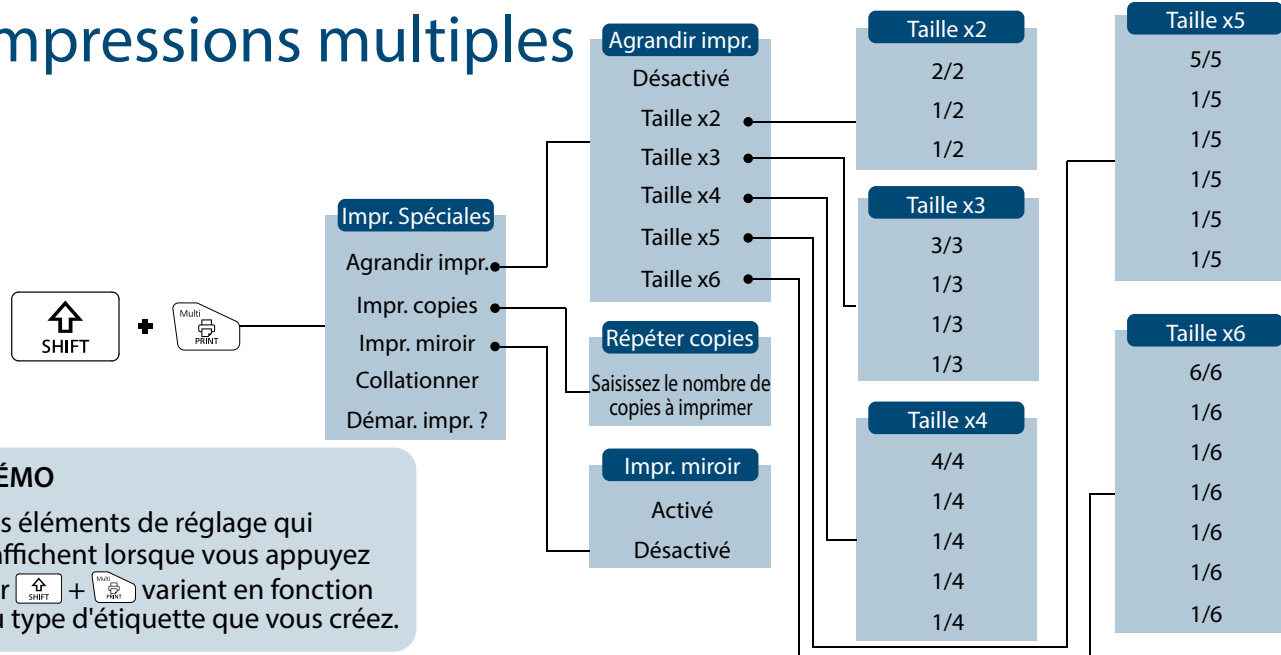 mpressions multiples
SHIFT
Multi
PRINT
Impr. Spéciales
Agrandir impr.
Impr. copies
Impr. miroir
Collationner
Démar. impr. ?
Agrandir impr.
Désactivé
Taille x2
Taille x3
Taille x4
Taille x5
Taille x6
Répéter copies
Saisissez le nombre de
copies à imprimer
Impr. miroir
Activé
Désactivé
Taille x2
2/2
1/2
1/2
Taille x3
3/3
1/3
1/3
1/3
Taille x4
4/4
1/4
1/4
1/4
1/4
Taille x5
5/5
1/5
1/5
1/5
1/5
1/5
Taille x6
6/6
1/6
1/6
1/6
1/6
1/6
1/6
ÉMO
s éléments de réglage qui
affichent lorsque vous appuyez
r SHIFT + Multi PRINT varient en fonction
u type d'étiquette que vous créez.